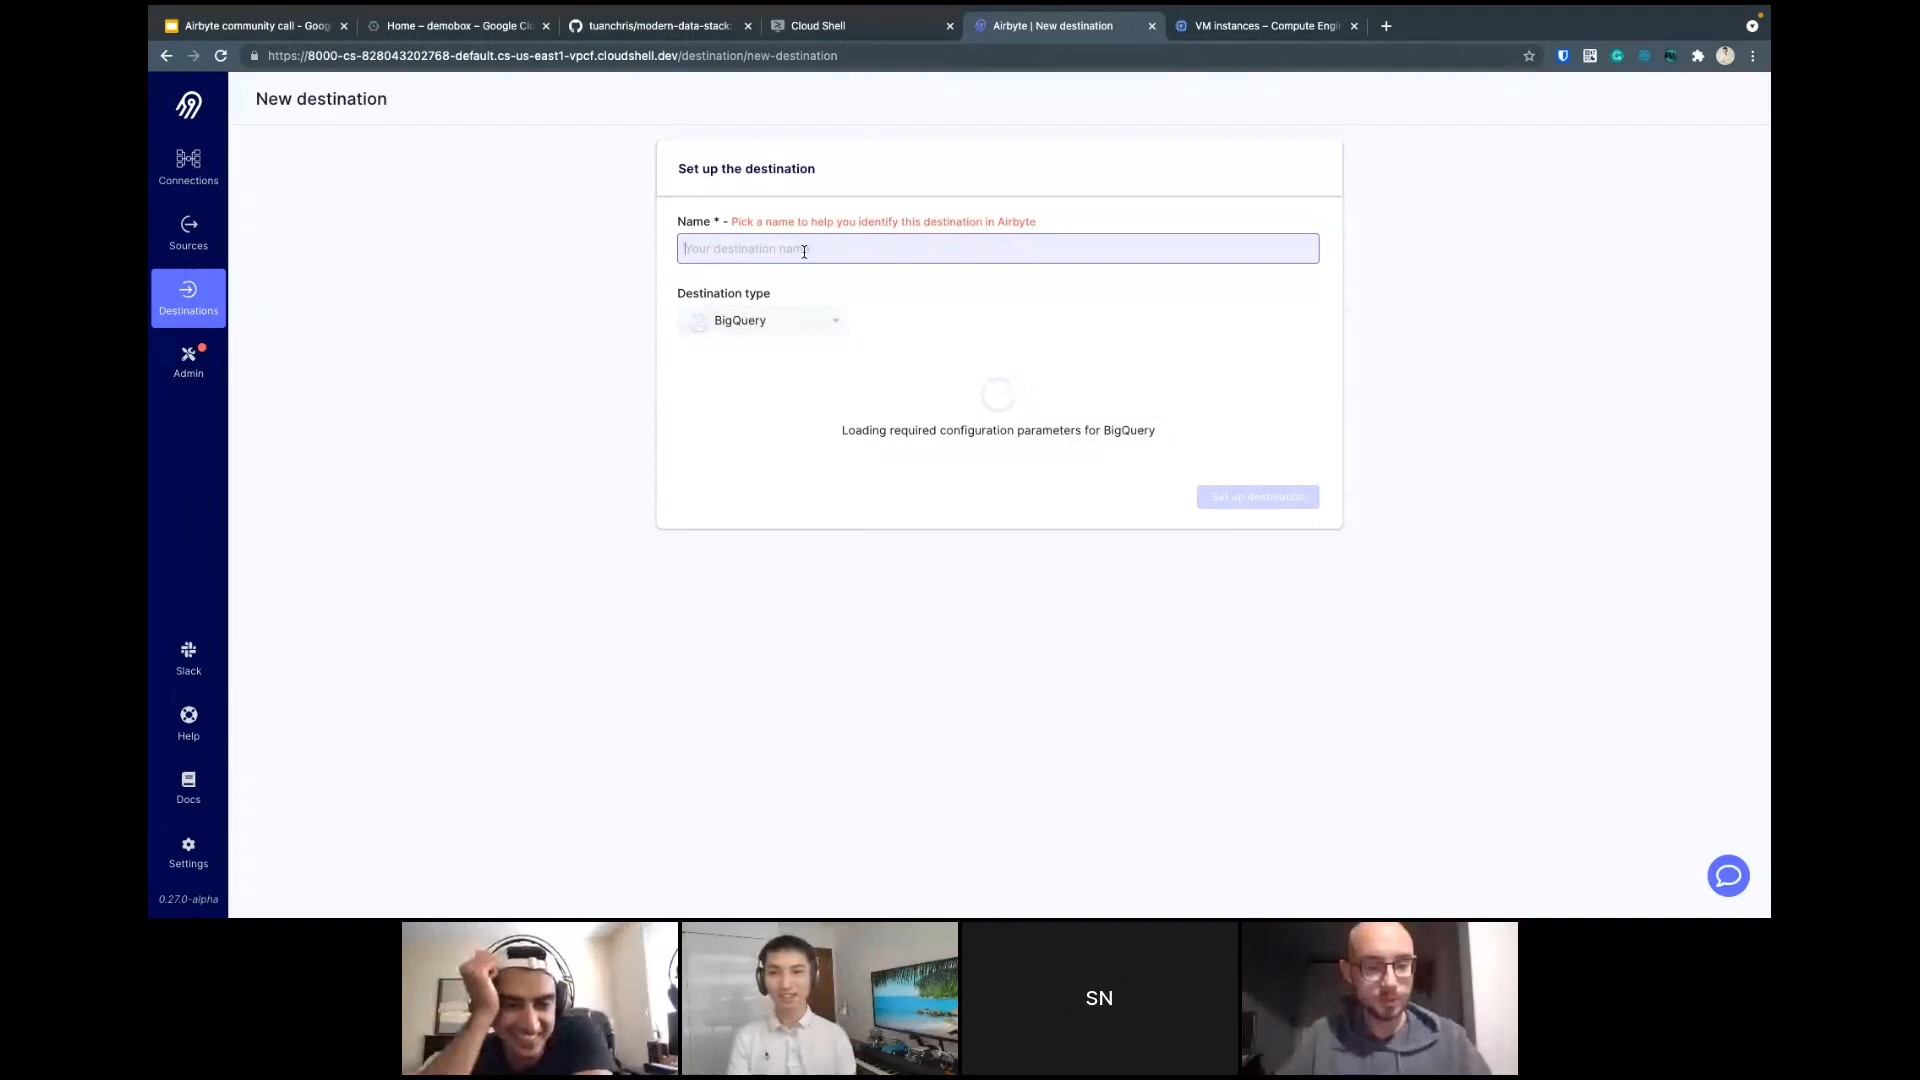 Airbyte community call - Goog
Home – demobox – Google Clo
tuanchris/modern-data-stack:
Cloud Shell
Airbyte | New destination
VM instances – Compute Engin
https://8000-cs-828043202768-default.cs-us-east1-vpcf.cloudshell.dev/destination/new-destination
New destination
Connections
Sources
Destinations
Admin
Slack
Help
Docs
Settings
0.27.0-alpha
Set up the destination
Name * - Pick a name to help you identify this destination in Airbyte
Your destination name
Destination type
BigQuery
Loading required configuration parameters for BigQuery
Set up destination
SN